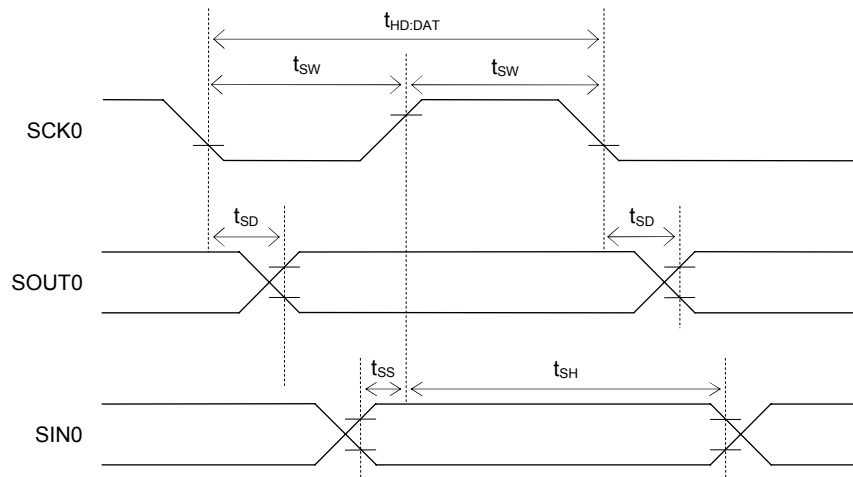 tHD:DAT
tSW tSW
SCK0
tSD tSD
SOUT0
tSS tSH
SIN0